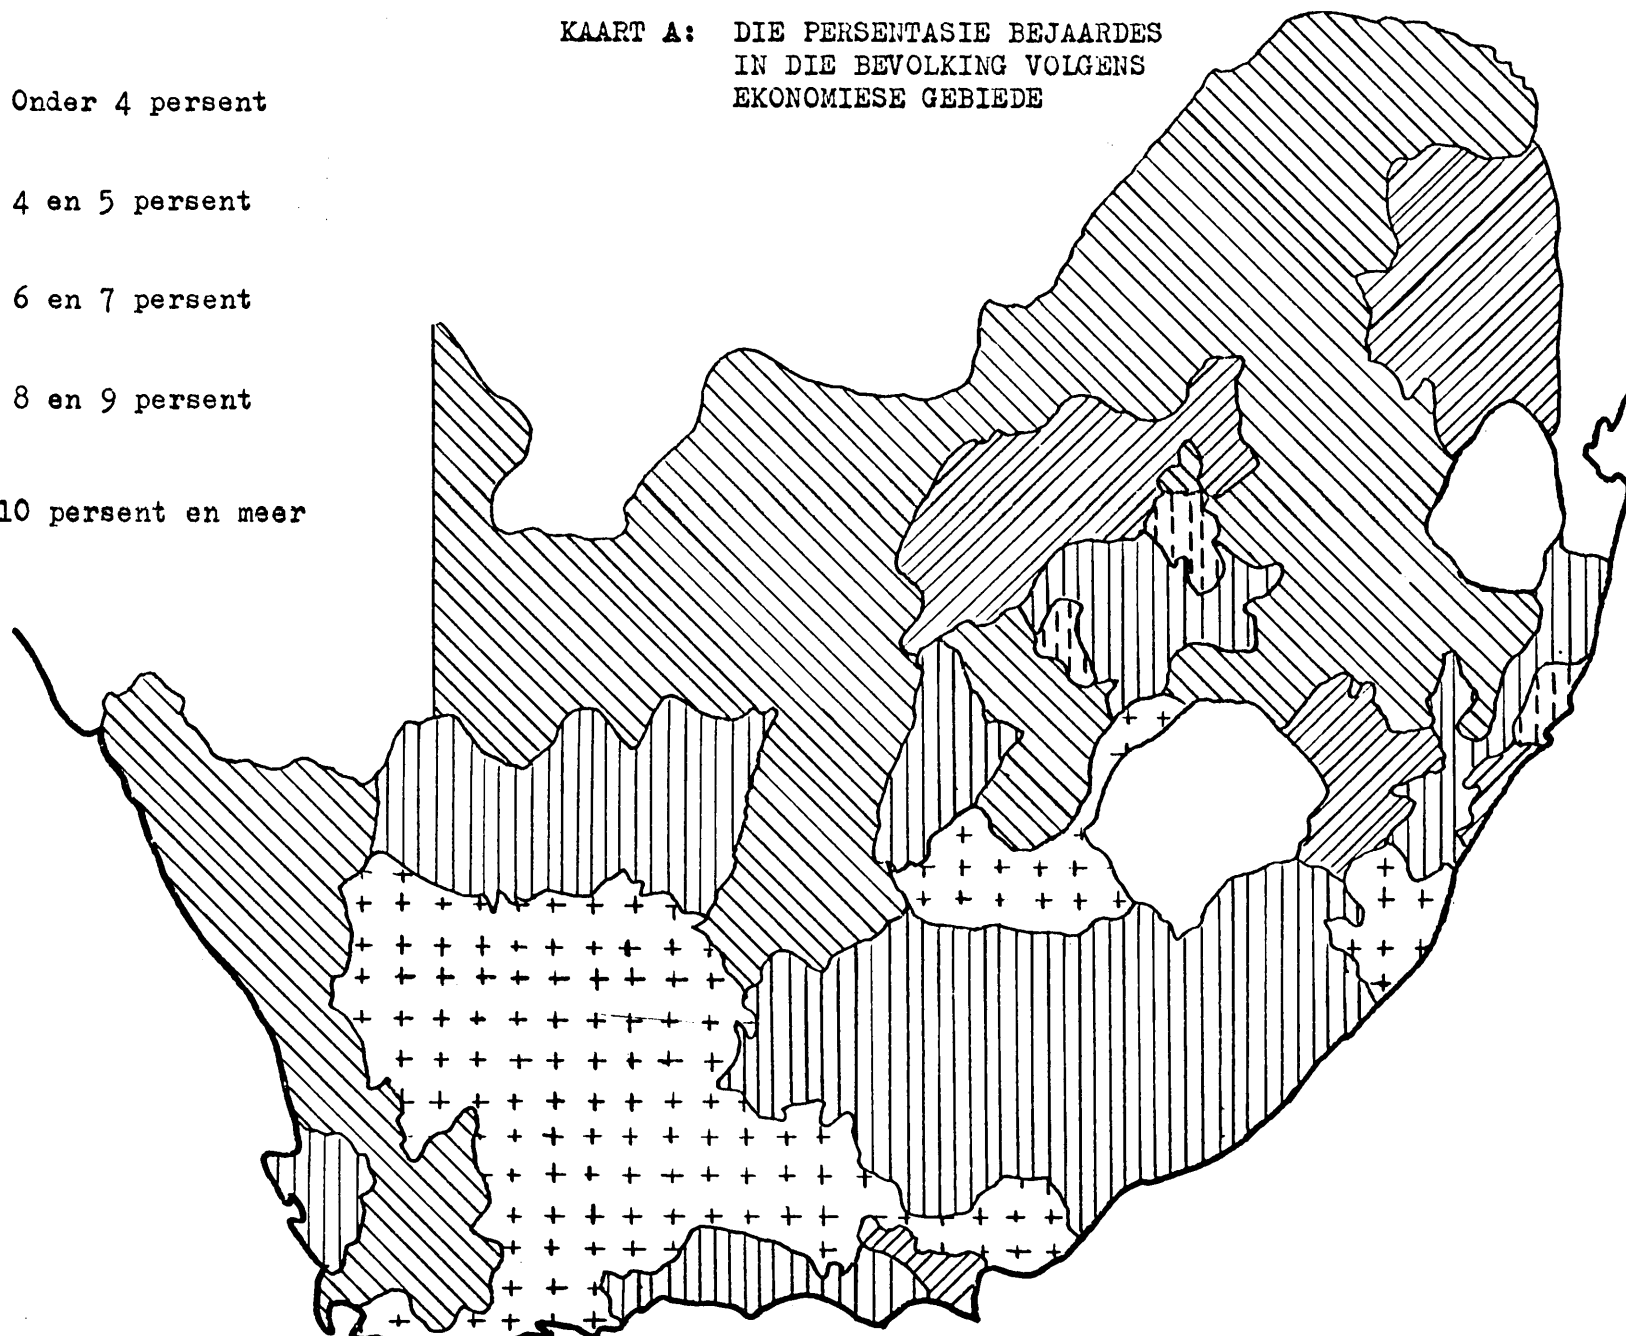 KAART A: DIE PERSENTASIE BEJAARDES
IN DIE BEVOLKING VOLGENS
EKONOMIESE GEBIEDE
Onder 4 persent
4 en 5 persent
6 en 7 persent
8 en 9 persent
10 persent en meer